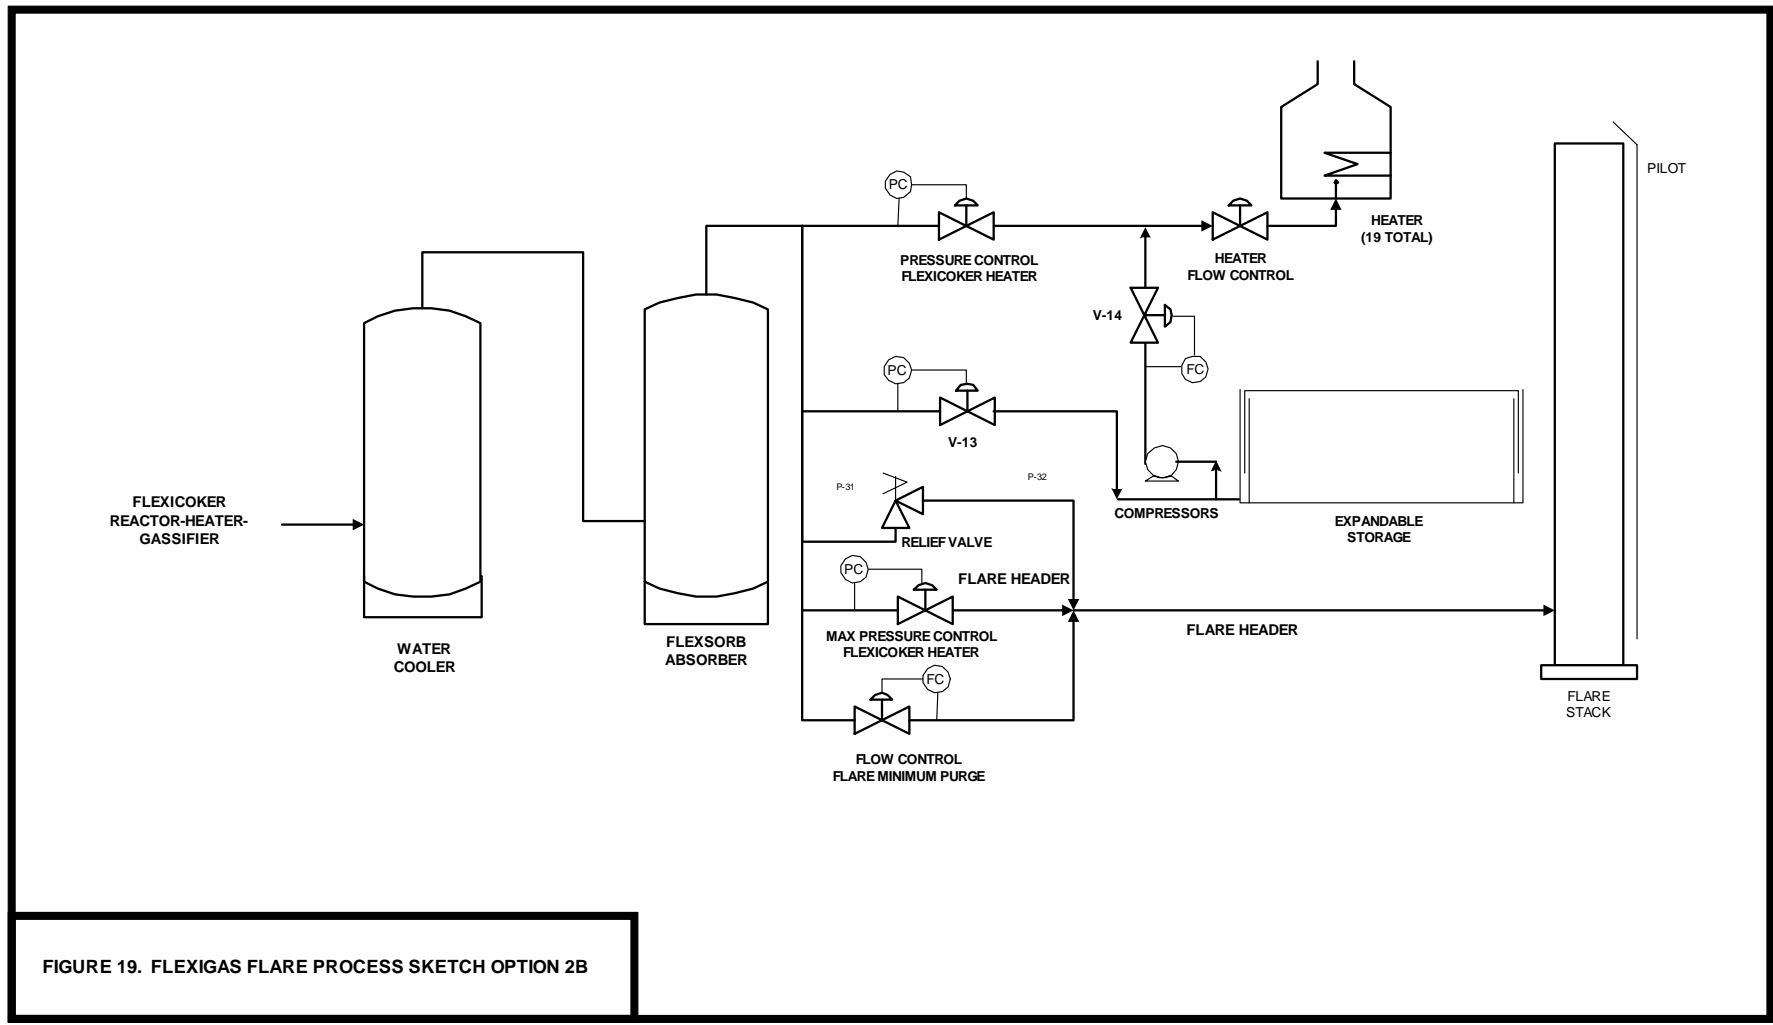 PILOT
PC
HEATER
(19 TOTAL)
PRESSURE CONTROL
FLEXICOKER HEATER
HEATER
FLOW CONTROL
V-14
FC
PC
V-13
P-31
P-32
FLEXICOKER
REACTOR-HEATER-
GASSIFIER
COMPRESSORS
EXPANDABLE
STORAGE
RELIEF VALVE
PC
FLARE HEADER
MAX PRESSURE CONTROL
FLEXICOKER HEATER
FLARE HEADER
WATER
COOLER
FLEXSORB
ABSORBER
FC
FLARE
STACK
FLOW CONTROL
FLARE MINIMUM PURGE
FIGURE 19. FLEXIGAS FLARE PROCESS SKETCH OPTION 2B